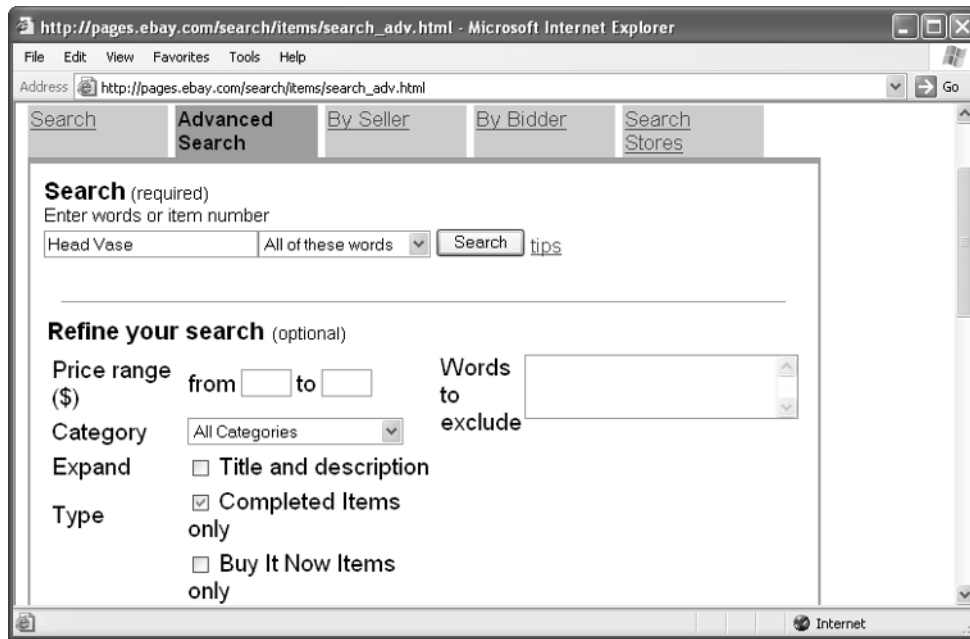 http://pages.ebay.com/search/items/search_adv.html - Microsoft Internet Explorer
File Edit View Favorites Tools Help
Address http://pages.ebay.com/search/items/search_adv.html Go
Search Advanced By Seller By Bidder Search
Search Stores
Search (required)
Enter words or item number
Head Vase All of these words Search tips
Refine your search (optional)
Price range ($) from to
Words to exclude
Category All Categories
Expand Title and description
Type Completed Items only
Buy It Now Items only
Internet